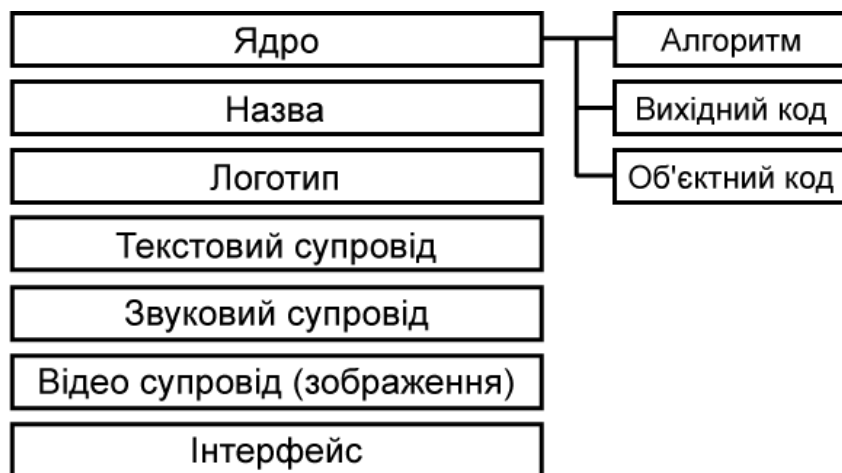 Ядро
Алгоритм
Назва
Вихідний код
Логотип
Об'єктний код
Текстовий супровід
Звуковий супровід
Відео супровід (зображення)
Інтерфейс